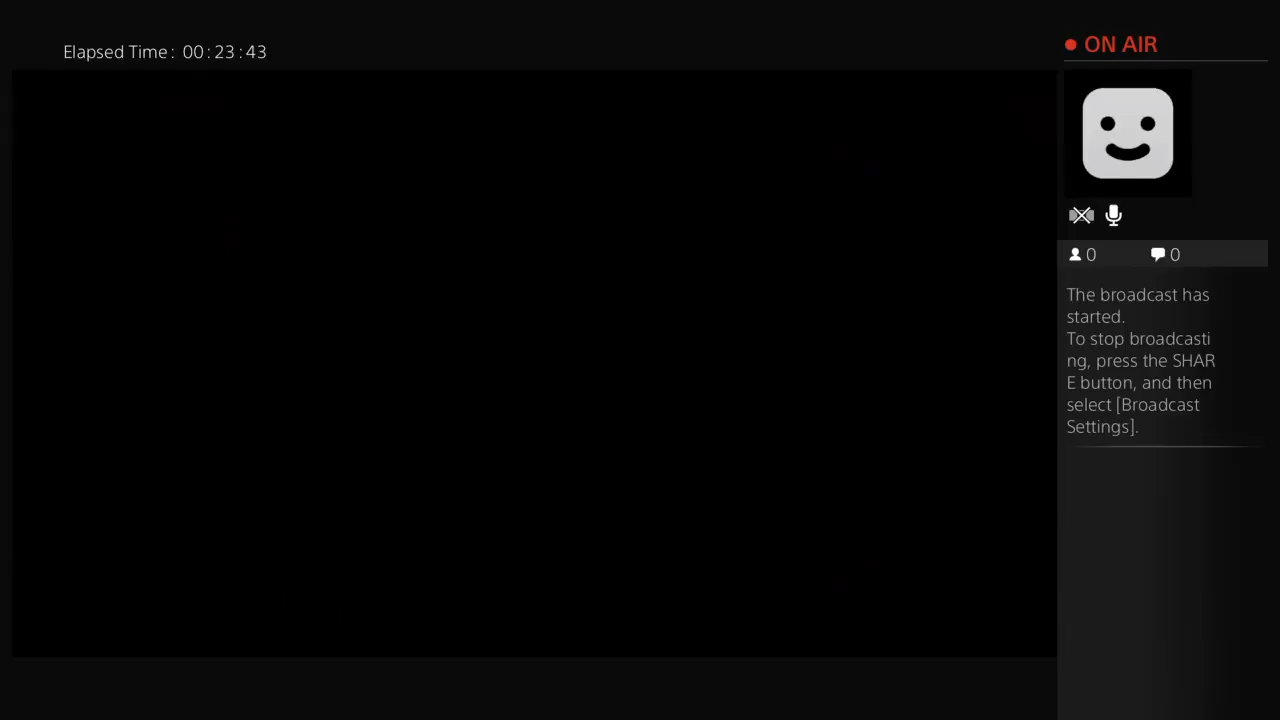 Elapsed Time: 00:23:43
ON AIR
0 0
The broadcast has
started.
To stop broadcasti
ng, press the SHAR
E button, and then
select [Broadcast
Settings].